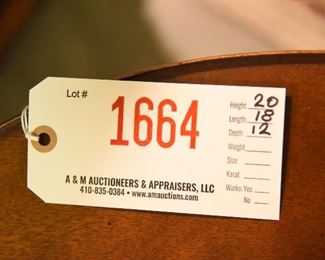 Lot #
1664
Height 20
Length 18
Depth 12
Weight
Size
Karat
Works: Yes
No
A & M AUCTIONEERS & APPRAISERS, LLC
410-835-0384 • www.amauctions.com